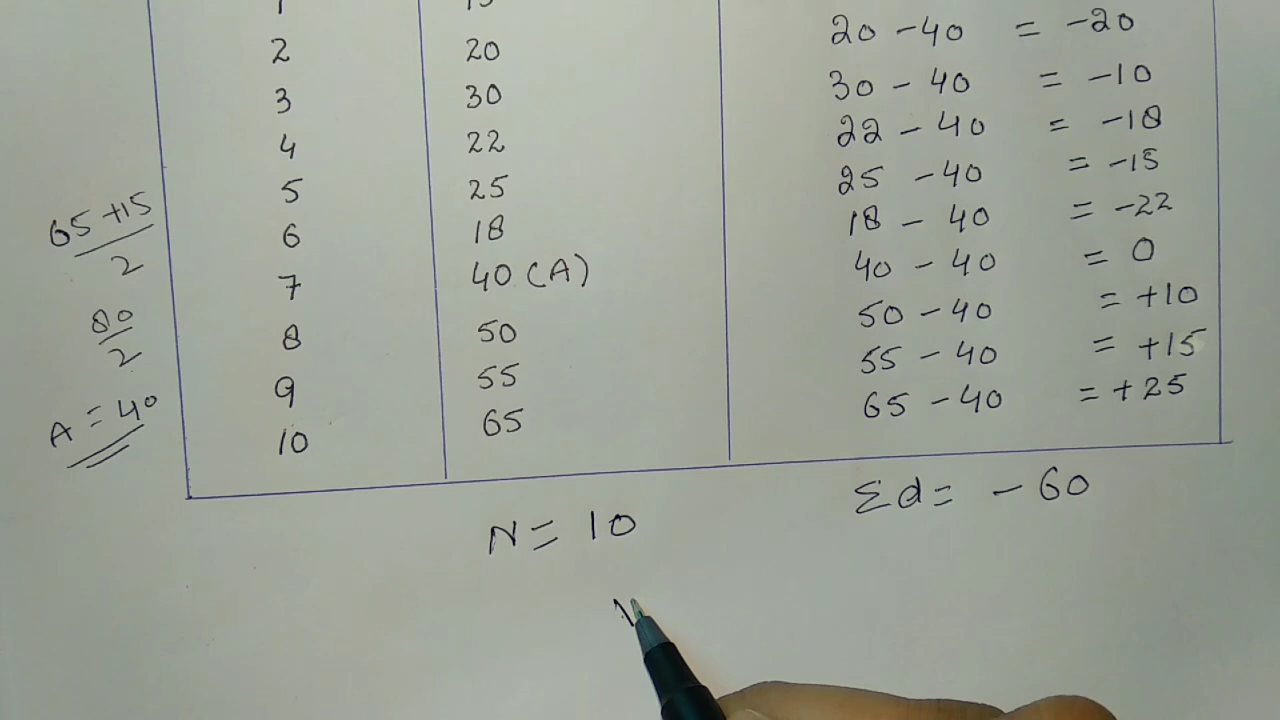 1 15
20 - 40 = -20
2 20
30 - 40 = -10
3 30
22 - 40 = -18
4 22
25 - 40 = -15
5 25
18 - 40 = -22
6 18
40 - 40 = 0
7 40 (A)
50 - 40 = +10
8 50
55 - 40 = +15
9 55
65 - 40 = +25
10 65
65 +15
2
80
2
A = 40
Σd = - 60
N = 10